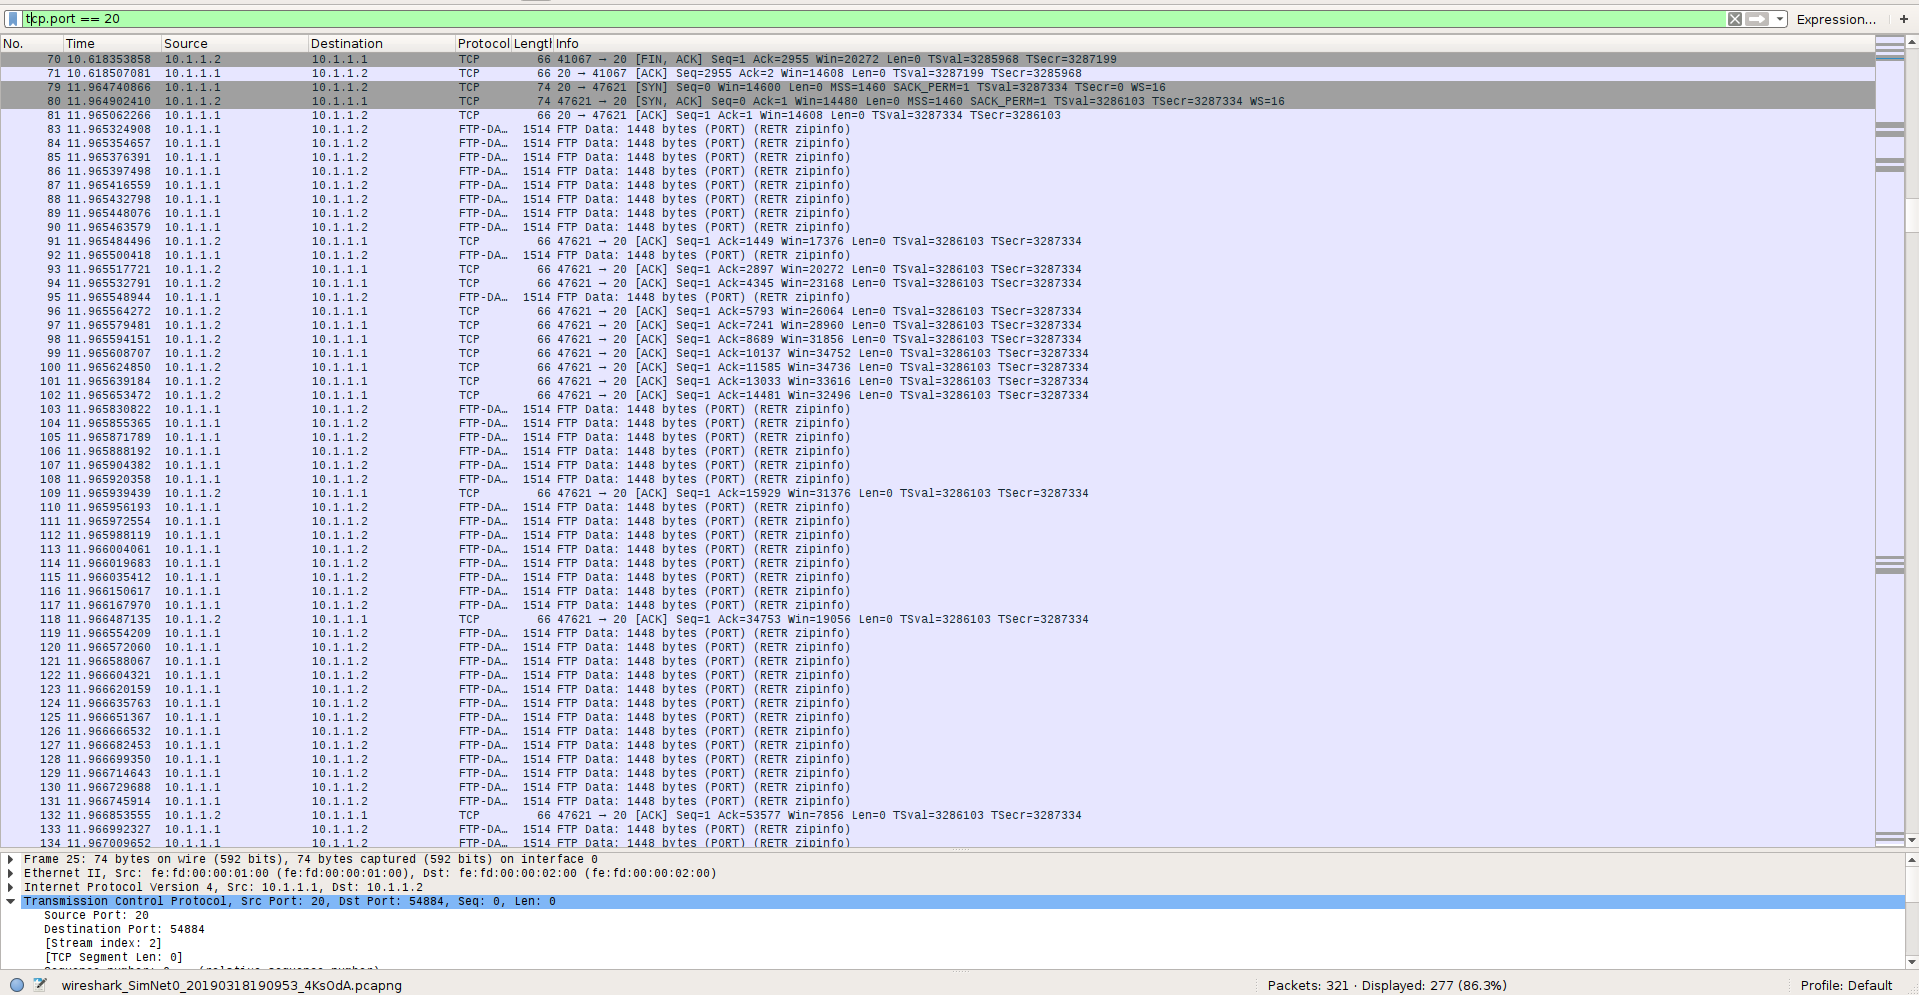 tcp.port == 20 Expression... +
No. Time Source Destination Protocol Length Info
70 10.618353858 10.1.1.2 10.1.1.1 TCP 66 41067 → 20 [FIN, ACK] Seq=1 Ack=2955 Win=20272 Len=0 TSval=3285968 TSecr=3287199
71 10.618507081 10.1.1.1 10.1.1.2 TCP 66 20 → 41067 [ACK] Seq=2955 Ack=2 Win=14608 Len=0 TSval=3287199 TSecr=3285968
79 11.964740866 10.1.1.1 10.1.1.2 TCP 74 20 → 47621 [SYN] Seq=0 Win=14600 Len=0 MSS=1460 SACK_PERM=1 TSval=3287334 TSecr=0 WS=16
80 11.964902410 10.1.1.2 10.1.1.1 TCP 74 47621 → 20 [SYN, ACK] Seq=0 Ack=1 Win=14480 Len=0 MSS=1460 SACK_PERM=1 TSval=3286103 TSecr=3287334 WS=16
81 11.965062266 10.1.1.1 10.1.1.2 TCP 66 20 → 47621 [ACK] Seq=1 Ack=1 Win=14608 Len=0 TSval=3287334 TSecr=3286103
83 11.965324908 10.1.1.1 10.1.1.2 FTP-DA… 1514 FTP Data: 1448 bytes (PORT) (RETR zipinfo)
84 11.965354657 10.1.1.1 10.1.1.2 FTP-DA… 1514 FTP Data: 1448 bytes (PORT) (RETR zipinfo)
85 11.965376391 10.1.1.1 10.1.1.2 FTP-DA… 1514 FTP Data: 1448 bytes (PORT) (RETR zipinfo)
86 11.965397498 10.1.1.1 10.1.1.2 FTP-DA… 1514 FTP Data: 1448 bytes (PORT) (RETR zipinfo)
87 11.965416559 10.1.1.1 10.1.1.2 FTP-DA… 1514 FTP Data: 1448 bytes (PORT) (RETR zipinfo)
88 11.965432798 10.1.1.1 10.1.1.2 FTP-DA… 1514 FTP Data: 1448 bytes (PORT) (RETR zipinfo)
89 11.965448076 10.1.1.1 10.1.1.2 FTP-DA… 1514 FTP Data: 1448 bytes (PORT) (RETR zipinfo)
90 11.965463579 10.1.1.1 10.1.1.2 FTP-DA… 1514 FTP Data: 1448 bytes (PORT) (RETR zipinfo)
91 11.965484496 10.1.1.2 10.1.1.1 TCP 66 47621 → 20 [ACK] Seq=1 Ack=1449 Win=17376 Len=0 TSval=3286103 TSecr=3287334
92 11.965500418 10.1.1.1 10.1.1.2 FTP-DA… 1514 FTP Data: 1448 bytes (PORT) (RETR zipinfo)
93 11.965517721 10.1.1.2 10.1.1.1 TCP 66 47621 → 20 [ACK] Seq=1 Ack=2897 Win=20272 Len=0 TSval=3286103 TSecr=3287334
94 11.965532791 10.1.1.2 10.1.1.1 TCP 66 47621 → 20 [ACK] Seq=1 Ack=4345 Win=23168 Len=0 TSval=3286103 TSecr=3287334
95 11.965548944 10.1.1.1 10.1.1.2 FTP-DA… 1514 FTP Data: 1448 bytes (PORT) (RETR zipinfo)
96 11.965564272 10.1.1.2 10.1.1.1 TCP 66 47621 → 20 [ACK] Seq=1 Ack=5793 Win=26064 Len=0 TSval=3286103 TSecr=3287334
97 11.965579481 10.1.1.2 10.1.1.1 TCP 66 47621 → 20 [ACK] Seq=1 Ack=7241 Win=28960 Len=0 TSval=3286103 TSecr=3287334
98 11.965594151 10.1.1.2 10.1.1.1 TCP 66 47621 → 20 [ACK] Seq=1 Ack=8689 Win=31856 Len=0 TSval=3286103 TSecr=3287334
99 11.965608707 10.1.1.2 10.1.1.1 TCP 66 47621 → 20 [ACK] Seq=1 Ack=10137 Win=34752 Len=0 TSval=3286103 TSecr=3287334
100 11.965624850 10.1.1.2 10.1.1.1 TCP 66 47621 → 20 [ACK] Seq=1 Ack=11585 Win=34736 Len=0 TSval=3286103 TSecr=3287334
101 11.965639184 10.1.1.2 10.1.1.1 TCP 66 47621 → 20 [ACK] Seq=1 Ack=13033 Win=33616 Len=0 TSval=3286103 TSecr=3287334
102 11.965653472 10.1.1.2 10.1.1.1 TCP 66 47621 → 20 [ACK] Seq=1 Ack=14481 Win=32496 Len=0 TSval=3286103 TSecr=3287334
103 11.965830822 10.1.1.1 10.1.1.2 FTP-DA… 1514 FTP Data: 1448 bytes (PORT) (RETR zipinfo)
104 11.965855365 10.1.1.1 10.1.1.2 FTP-DA… 1514 FTP Data: 1448 bytes (PORT) (RETR zipinfo)
105 11.965871789 10.1.1.1 10.1.1.2 FTP-DA… 1514 FTP Data: 1448 bytes (PORT) (RETR zipinfo)
106 11.965888192 10.1.1.1 10.1.1.2 FTP-DA… 1514 FTP Data: 1448 bytes (PORT) (RETR zipinfo)
107 11.965904382 10.1.1.1 10.1.1.2 FTP-DA… 1514 FTP Data: 1448 bytes (PORT) (RETR zipinfo)
108 11.965920358 10.1.1.1 10.1.1.2 FTP-DA… 1514 FTP Data: 1448 bytes (PORT) (RETR zipinfo)
109 11.965939439 10.1.1.2 10.1.1.1 TCP 66 47621 → 20 [ACK] Seq=1 Ack=15929 Win=31376 Len=0 TSval=3286103 TSecr=3287334
110 11.965956193 10.1.1.1 10.1.1.2 FTP-DA… 1514 FTP Data: 1448 bytes (PORT) (RETR zipinfo)
111 11.965972554 10.1.1.1 10.1.1.2 FTP-DA… 1514 FTP Data: 1448 bytes (PORT) (RETR zipinfo)
112 11.965988119 10.1.1.1 10.1.1.2 FTP-DA… 1514 FTP Data: 1448 bytes (PORT) (RETR zipinfo)
113 11.966004061 10.1.1.1 10.1.1.2 FTP-DA… 1514 FTP Data: 1448 bytes (PORT) (RETR zipinfo)
114 11.966019683 10.1.1.1 10.1.1.2 FTP-DA… 1514 FTP Data: 1448 bytes (PORT) (RETR zipinfo)
115 11.966035412 10.1.1.1 10.1.1.2 FTP-DA… 1514 FTP Data: 1448 bytes (PORT) (RETR zipinfo)
116 11.966150617 10.1.1.1 10.1.1.2 FTP-DA… 1514 FTP Data: 1448 bytes (PORT) (RETR zipinfo)
117 11.966167970 10.1.1.1 10.1.1.2 FTP-DA… 1514 FTP Data: 1448 bytes (PORT) (RETR zipinfo)
118 11.966487135 10.1.1.2 10.1.1.1 TCP 66 47621 → 20 [ACK] Seq=1 Ack=34753 Win=19056 Len=0 TSval=3286103 TSecr=3287334
119 11.966554209 10.1.1.1 10.1.1.2 FTP-DA… 1514 FTP Data: 1448 bytes (PORT) (RETR zipinfo)
120 11.966572060 10.1.1.1 10.1.1.2 FTP-DA… 1514 FTP Data: 1448 bytes (PORT) (RETR zipinfo)
121 11.966588067 10.1.1.1 10.1.1.2 FTP-DA… 1514 FTP Data: 1448 bytes (PORT) (RETR zipinfo)
122 11.966604321 10.1.1.1 10.1.1.2 FTP-DA… 1514 FTP Data: 1448 bytes (PORT) (RETR zipinfo)
123 11.966620159 10.1.1.1 10.1.1.2 FTP-DA… 1514 FTP Data: 1448 bytes (PORT) (RETR zipinfo)
124 11.966635763 10.1.1.1 10.1.1.2 FTP-DA… 1514 FTP Data: 1448 bytes (PORT) (RETR zipinfo)
125 11.966651367 10.1.1.1 10.1.1.2 FTP-DA… 1514 FTP Data: 1448 bytes (PORT) (RETR zipinfo)
126 11.966666532 10.1.1.1 10.1.1.2 FTP-DA… 1514 FTP Data: 1448 bytes (PORT) (RETR zipinfo)
127 11.966682453 10.1.1.1 10.1.1.2 FTP-DA… 1514 FTP Data: 1448 bytes (PORT) (RETR zipinfo)
128 11.966699350 10.1.1.1 10.1.1.2 FTP-DA… 1514 FTP Data: 1448 bytes (PORT) (RETR zipinfo)
129 11.966714643 10.1.1.1 10.1.1.2 FTP-DA… 1514 FTP Data: 1448 bytes (PORT) (RETR zipinfo)
130 11.966729688 10.1.1.1 10.1.1.2 FTP-DA… 1514 FTP Data: 1448 bytes (PORT) (RETR zipinfo)
131 11.966745914 10.1.1.1 10.1.1.2 FTP-DA… 1514 FTP Data: 1448 bytes (PORT) (RETR zipinfo)
132 11.966853555 10.1.1.2 10.1.1.1 TCP 66 47621 → 20 [ACK] Seq=1 Ack=53577 Win=7856 Len=0 TSval=3286103 TSecr=3287334
133 11.966992327 10.1.1.1 10.1.1.2 FTP-DA… 1514 FTP Data: 1448 bytes (PORT) (RETR zipinfo)
134 11.967009652 10.1.1.1 10.1.1.2 FTP-DA… 1514 FTP Data: 1448 bytes (PORT) (RETR zipinfo)
Frame 25: 74 bytes on wire (592 bits), 74 bytes captured (592 bits) on interface 0
Ethernet II, Src: fe:fd:00:00:01:00 (fe:fd:00:00:01:00), Dst: fe:fd:00:00:02:00 (fe:fd:00:00:02:00)
Internet Protocol Version 4, Src: 10.1.1.1, Dst: 10.1.1.2
Transmission Control Protocol, Src Port: 20, Dst Port: 54884, Seq: 0, Len: 0
Source Port: 20
Destination Port: 54884
[Stream index: 2]
[TCP Segment Len: 0]
Sequence number: 0 (relative sequence number)
wireshark_SimNet0_20190318190953_4KsOdA.pcapng Packets: 321 · Displayed: 277 (86.3%) Profile: Default